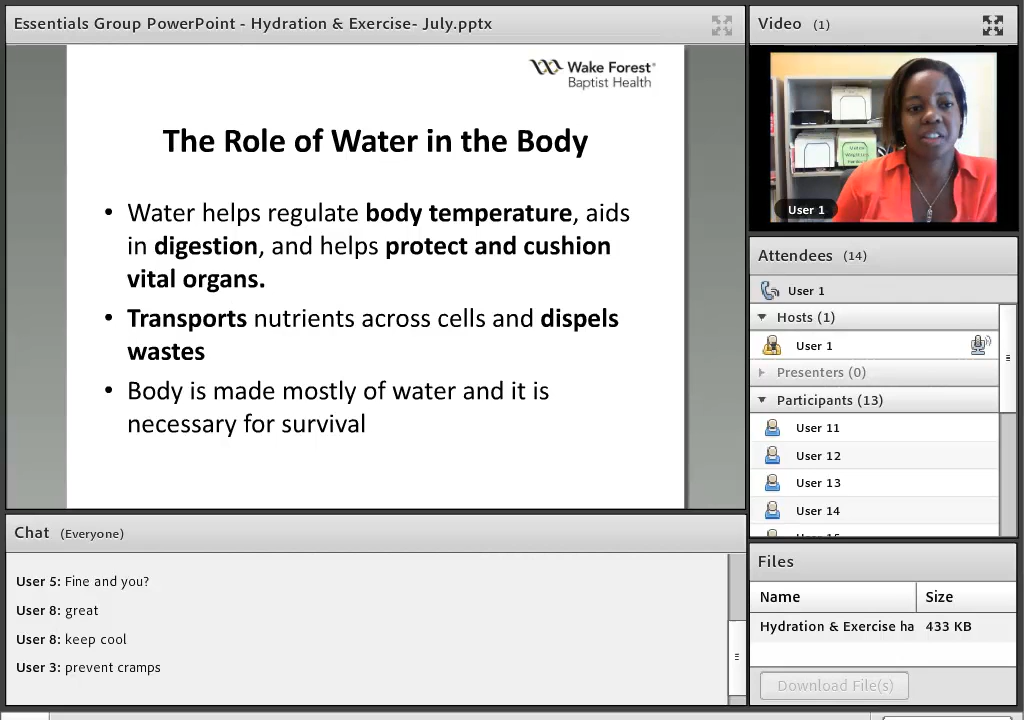 Essentials Group PowerPoint - Hydration & Exercise- July.pptx
Wake Forest®
Baptist Health
The Role of Water in the Body
• Water helps regulate body temperature, aids
in digestion, and helps protect and cushion
vital organs.
• Transports nutrients across cells and dispels
wastes
• Body is made mostly of water and it is
necessary for survival
Chat (Everyone)
User 5: Fine and you?
User 8: great
User 8: keep cool
User 3: prevent cramps
Video (1)
User 1
Attendees (14)
User 1
Hosts (1)
User 1
Presenters (0)
Participants (13)
User 11
User 12
User 13
User 14
Files
Name Size
Hydration & Exercise ha 433 KB
Download File(s)